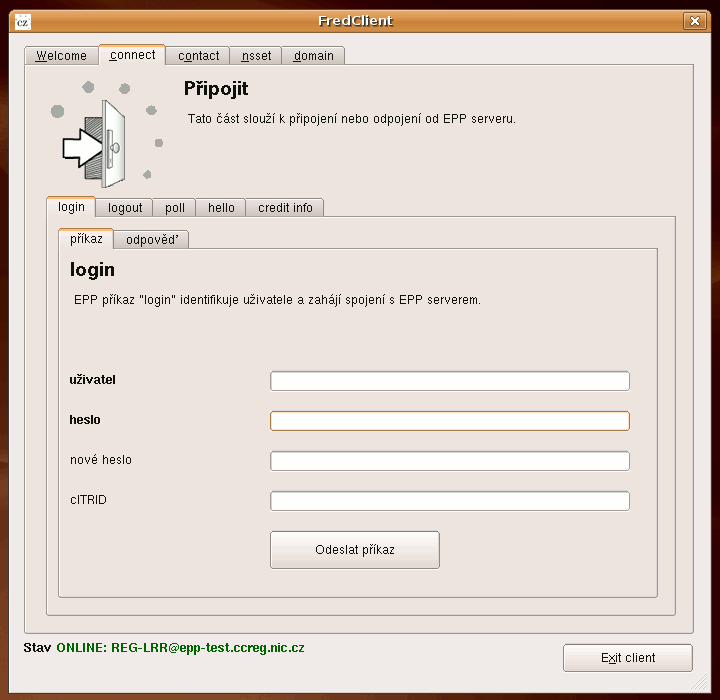 FredClient
cz
Welcome
connect
contact
nsset
domain
Připojit
Tato část slouží k připojení nebo odpojení od EPP serveru.
login
logout
poll
hello
credit info
příkaz
odpověď
login
EPP příkaz "login" identifikuje uživatele a zahájí spojení s EPP serverem.
uživatel
heslo
nové heslo
clTRID
Odeslat příkaz
Stav ONLINE: REG-LRR@epp-test.ccreg.nic.cz
Exit client